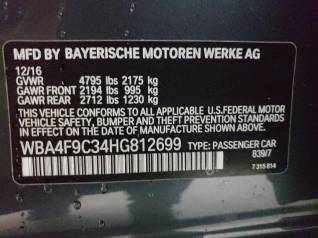 MFD BY BAYERISCHE MOTOREN WERKE AG
12/16
GVWR 4795 lbs 2175 kg
GAWR FRONT 2194 lbs 995 kg
GAWR REAR 2712 lbs 1230 kg
THIS VEHICLE CONFORMS TO ALL APPLICABLE
U.S.FEDERAL MOTOR
VEHICLE SAFETY, BUMPER AND THEFT PREVENTION
STANDARDS IN EFFECT ON THE DATE OF
MANUFACTURE SHOWN ABOVE.
WBA4F9C34HG812699 TYPE: PASSENGER CAR
839/7
7 315 814